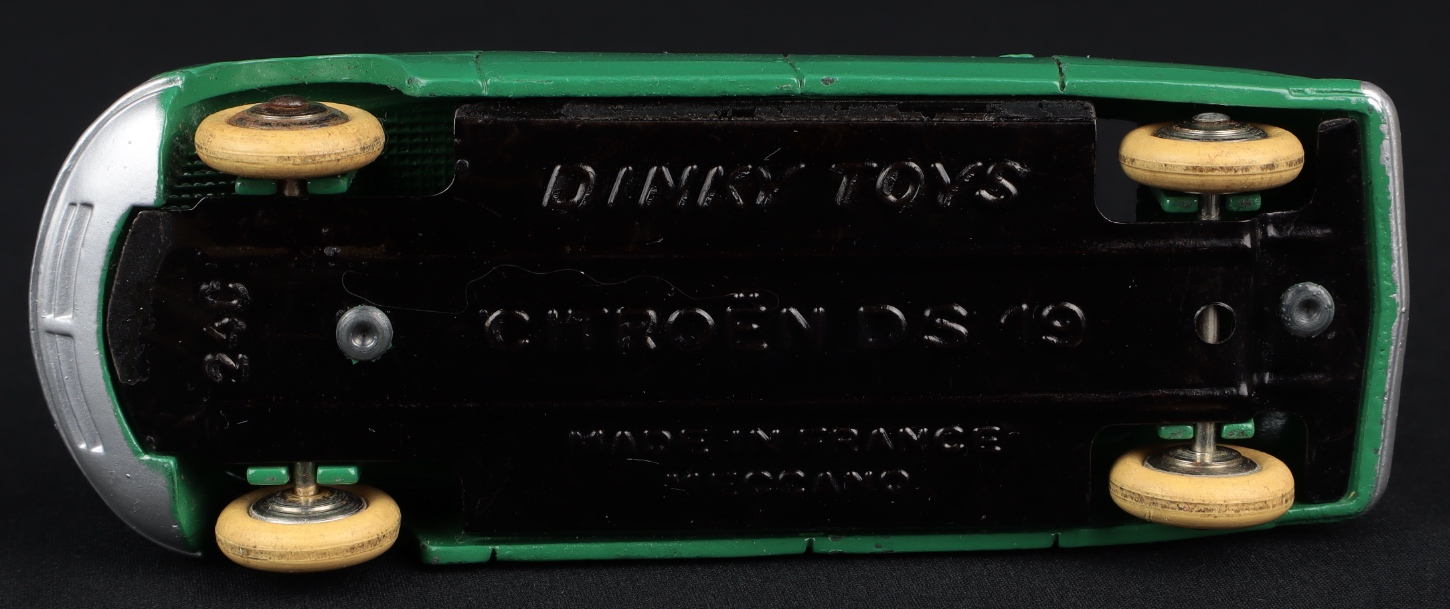 DINKY TOYS
24C
CITROËN DS 19
MADE IN FRANCE
MECCANO